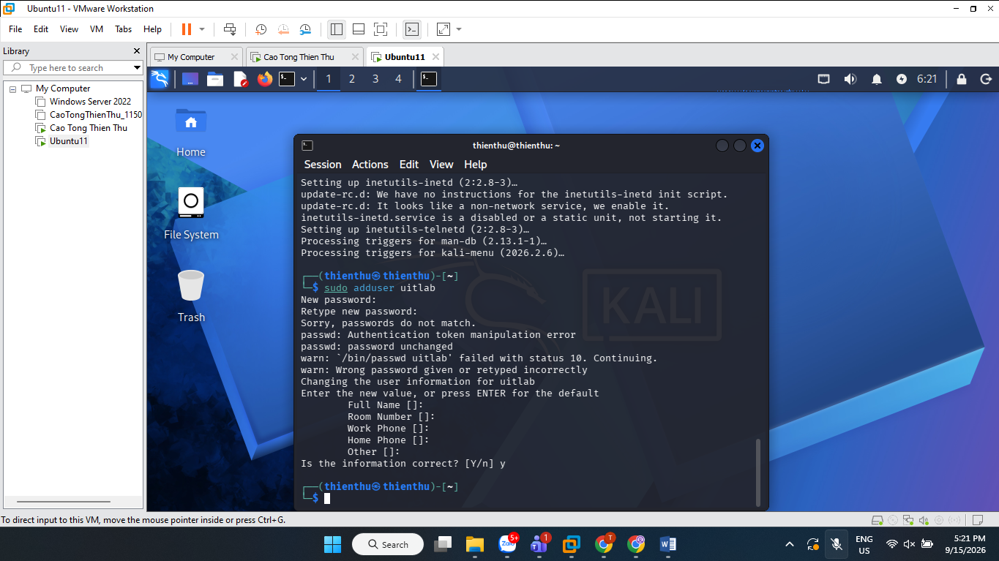 Ubuntu11 - VMware Workstation
File Edit View VM Tabs Help
Library
Type here to search
My Computer
Windows Server 2022
CaoTongThienThu_1150
Cao Tong Thien Thu
Ubuntu11
My Computer Cao Tong Thien Thu Ubuntu11
1 2 3 4 6:21
Home
File System
Trash
thienthu@thienthu: ~
Session Actions Edit View Help
Setting up inetutils-inetd (2:2.8-3)…
update-rc.d: We have no instructions for the inetutils-inetd init script.
update-rc.d: It looks like a non-network service, we enable it.
inetutils-inetd.service is a disabled or a static unit, not starting it.
Setting up inetutils-telnetd (2:2.8-3)…
Processing triggers for man-db (2.13.1-1)…
Processing triggers for kali-menu (2026.2.6)…
┌──(thienthu㉿thienthu)-[~]
└─$ sudo adduser uitlab
New password:
Retype new password:
Sorry, passwords do not match.
passwd: Authentication token manipulation error
passwd: password unchanged
warn: `/bin/passwd uitlab' failed with status 10. Continuing.
warn: Wrong password given or retyped incorrectly
Changing the user information for uitlab
Enter the new value, or press ENTER for the default
Full Name []:
Room Number []:
Work Phone []:
Home Phone []:
Other []:
Is the information correct? [Y/n] y
┌──(thienthu㉿thienthu)-[~]
└─$
KALI
To direct input to this VM, move the mouse pointer inside or press Ctrl+G.
Search
Zalo
5+
1
T
ENG
US
5:21 PM
9/15/2026